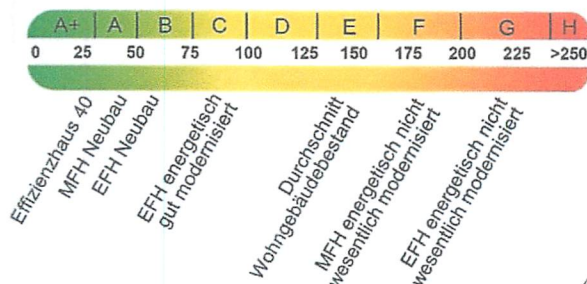 A+ A B C D E F G H
0 25 50 75 100 125 150 175 200 225 >250
Effizienzhaus 40
MFH Neubau
EFH Neubau
EFH energetisch
gut modernisiert
Durchschnitt
Wohngebäudebestand
MFH energetisch nicht
wesentlich modernisiert
EFH energetisch nicht
wesentlich modernisiert